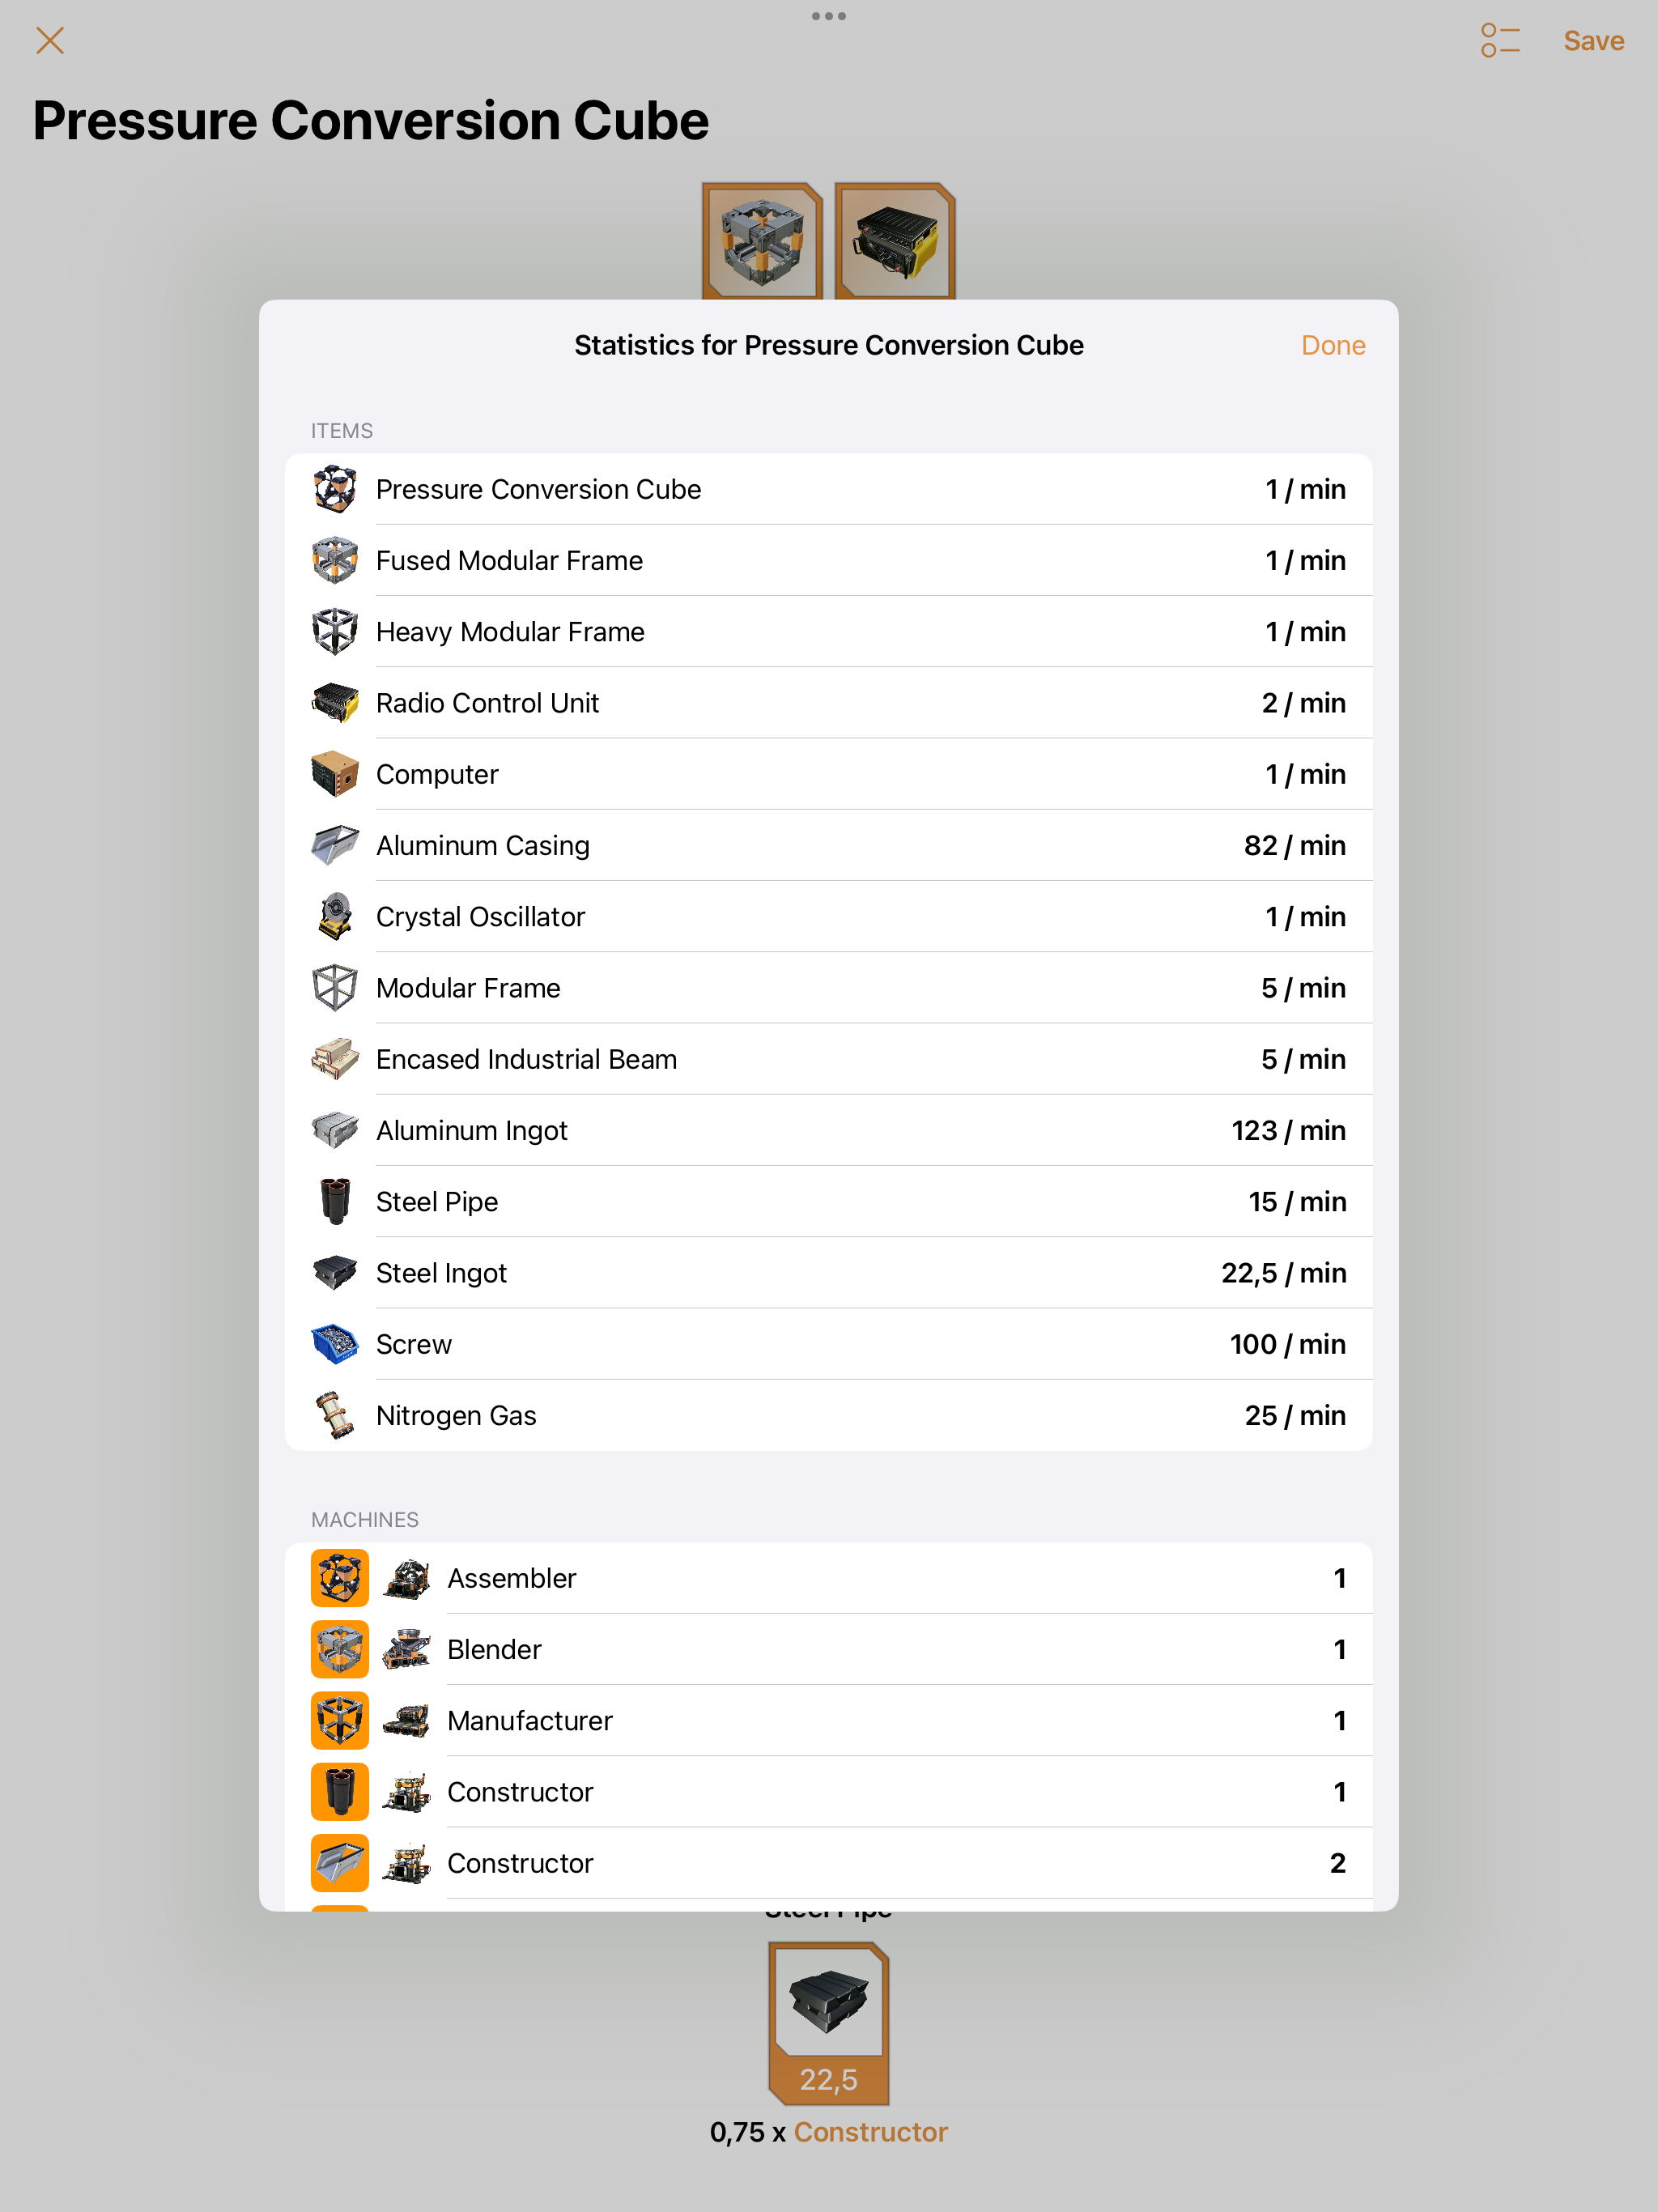 Save
Pressure Conversion Cube
Statistics for Pressure Conversion Cube
Done
ITEMS
Pressure Conversion Cube 1 / min
Fused Modular Frame 1 / min
Heavy Modular Frame 1 / min
Radio Control Unit 2 / min
Computer 1 / min
Aluminum Casing 82 / min
Crystal Oscillator 1 / min
Modular Frame 5 / min
Encased Industrial Beam 5 / min
Aluminum Ingot 123 / min
Steel Pipe 15 / min
Steel Ingot 22,5 / min
Screw 100 / min
Nitrogen Gas 25 / min
MACHINES
Assembler 1
Blender 1
Manufacturer 1
Constructor 1
Constructor 2
Steel Pipe
22,5
0,75 x Constructor